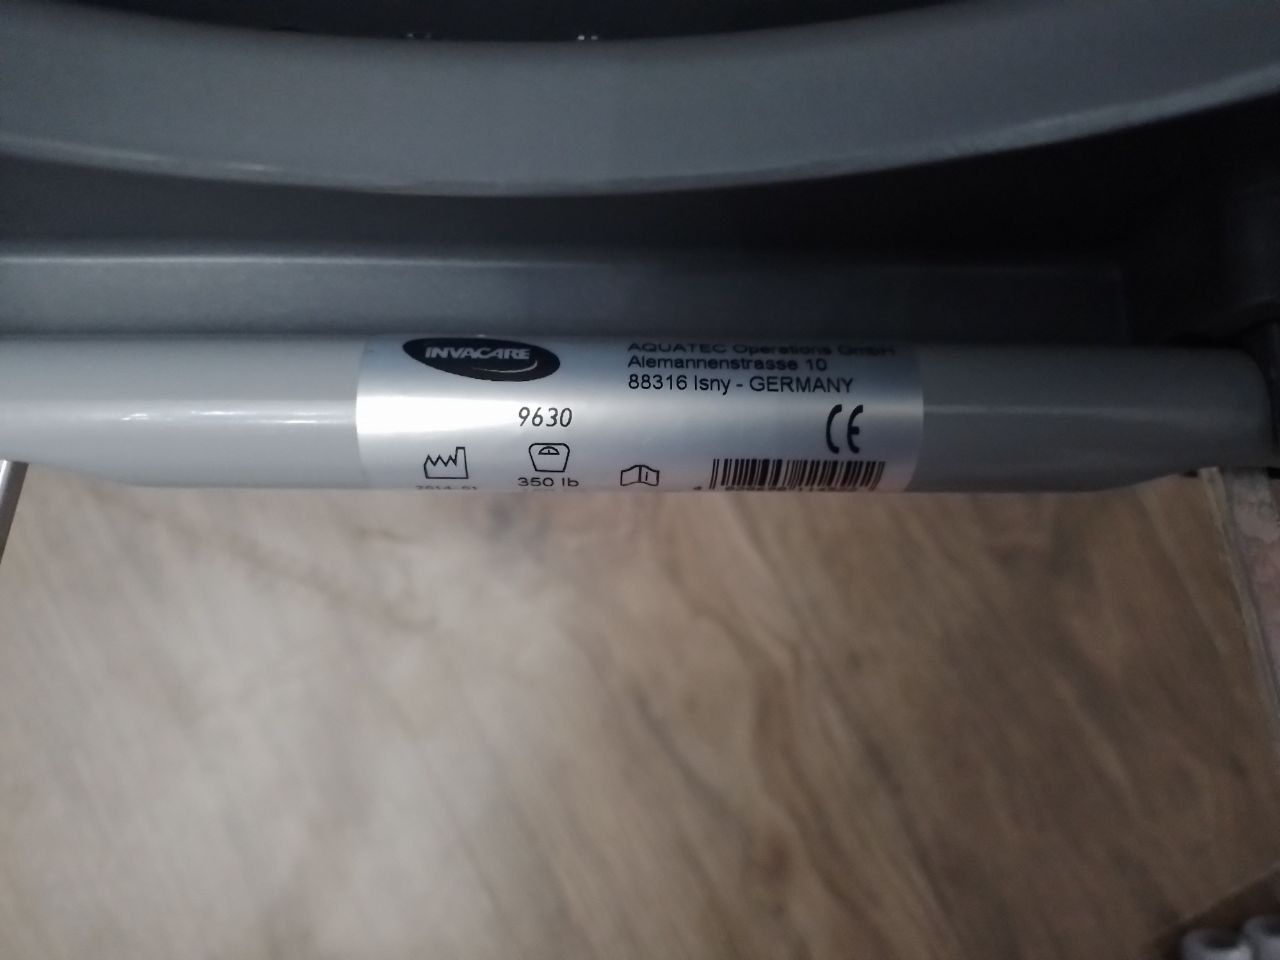 INVACARE
AQUATEC Operations GmbH
Alemannenstrasse 10
88316 Isny - GERMANY
9630
CE
350 lb